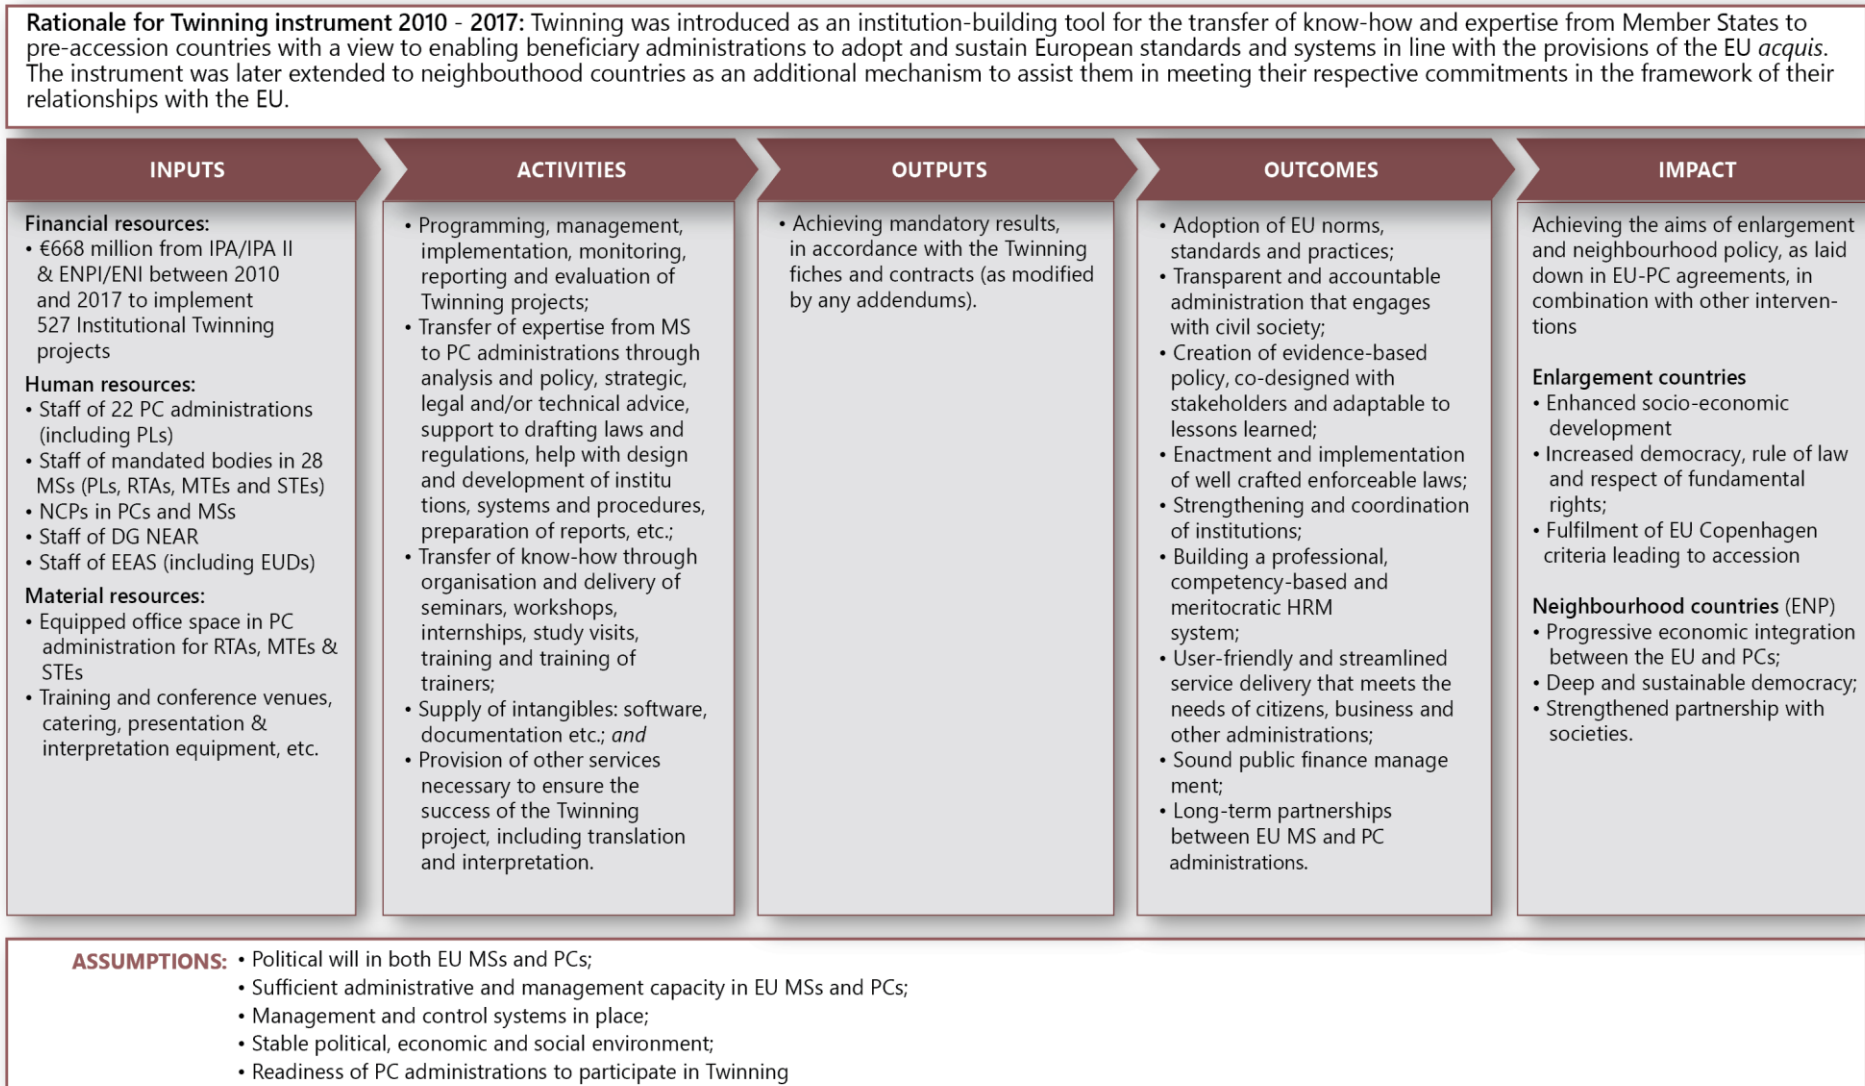 Rationale for Twinning instrument 2010 - 2017: Twinning was introduced as an institution-building tool for the transfer of know-how and expertise from Member States to
pre-accession countries with a view to enabling beneficiary administrations to adopt and sustain European standards and systems in line with the provisions of the EU acquis.
The instrument was later extended to neighbouthood countries as an additional mechanism to assist them in meeting their respective commitments in the framework of their
relationships with the EU.
INPUTS
Financial resources:
• €668 million from IPA/IPA II
& ENPI/ENI between 2010
and 2017 to implement
527 Institutional Twinning
projects
Human resources:
• Staff of 22 PC administrations
(including PLs)
• Staff of mandated bodies in 28
MSs (PLs, RTAs, MTEs and STEs)
• NCPs in PCs and MSs
• Staff of DG NEAR
• Staff of EEAS (including EUDs)
Material resources:
• Equipped office space in PC
administration for RTAs, MTEs &
STEs
• Training and conference venues,
catering, presentation &
interpretation equipment, etc.
ACTIVITIES
• Programming, management,
implementation, monitoring,
reporting and evaluation of
Twinning projects;
• Transfer of expertise from MS
to PC administrations through
analysis and policy, strategic,
legal and/or technical advice,
support to drafting laws and
regulations, help with design
and development of institu
tions, systems and procedures,
preparation of reports, etc.;
• Transfer of know-how through
organisation and delivery of
seminars, workshops,
internships, study visits,
training and training of
trainers;
• Supply of intangibles: software,
documentation etc.; and
• Provision of other services
necessary to ensure the
success of the Twinning
project, including translation
and interpretation.
OUTPUTS
• Achieving mandatory results,
in accordance with the Twinning
fiches and contracts (as modified
by any addendums).
OUTCOMES
• Adoption of EU norms,
standards and practices;
• Transparent and accountable
administration that engages
with civil society;
• Creation of evidence-based
policy, co-designed with
stakeholders and adaptable to
lessons learned;
• Enactment and implementation
of well crafted enforceable laws;
• Strengthening and coordination
of institutions;
• Building a professional,
competency-based and
meritocratic HRM
system;
• User-friendly and streamlined
service delivery that meets the
needs of citizens, business and
other administrations;
• Sound public finance manage
ment;
• Long-term partnerships
between EU MS and PC
administrations.
IMPACT
Achieving the aims of enlargement
and neighbourhood policy, as laid
down in EU-PC agreements, in
combination with other interven-
tions
Enlargement countries
• Enhanced socio-economic
development
• Increased democracy, rule of law
and respect of fundamental
rights;
• Fulfilment of EU Copenhagen
criteria leading to accession
Neighbourhood countries (ENP)
• Progressive economic integration
between the EU and PCs;
• Deep and sustainable democracy;
• Strengthened partnership with
societies.
ASSUMPTIONS: • Political will in both EU MSs and PCs;
• Sufficient administrative and management capacity in EU MSs and PCs;
• Management and control systems in place;
• Stable political, economic and social environment;
• Readiness of PC administrations to participate in Twinning